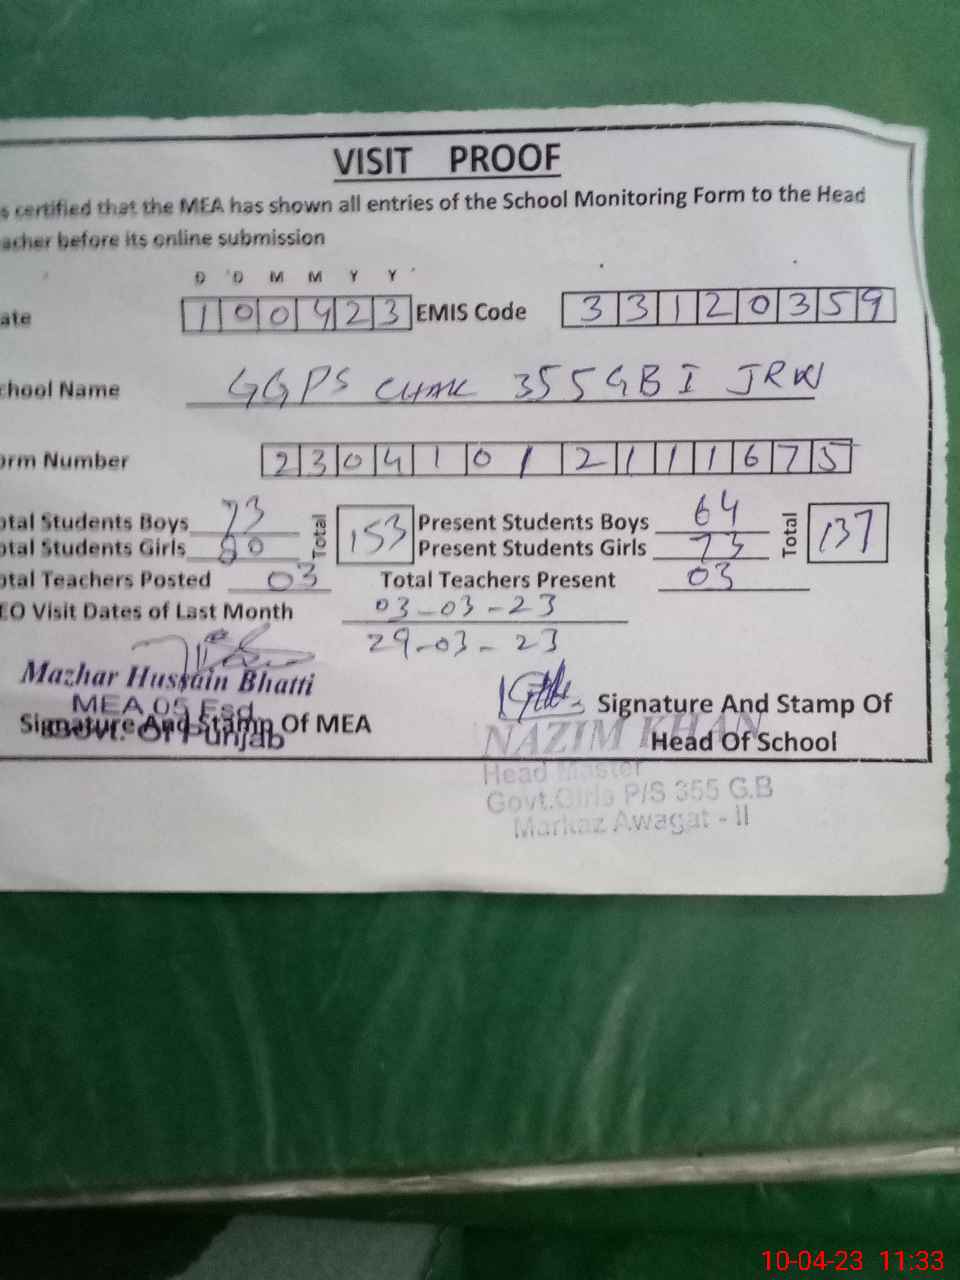 VISIT PROOF
s certified that the MEA has shown all entries of the School Monitoring Form to the Head
acher before its online submission
D D M M Y Y
ate 100423 EMIS Code 33120359
chool Name GGPS CHAK 355GB I JRW
orm Number 23041012111675
otal Students Boys 73 Total 153 Present Students Boys 64 Total 137
otal Students Girls 80 Present Students Girls 73
otal Teachers Posted 03 Total Teachers Present 03
EO Visit Dates of Last Month 03-03-23
29-03-23
Mazhar Hussain Bhatti
MEA 05 Fsd
Govt. Of Punjab
Signature And Stamp Of MEA
Signature And Stamp Of
Head Of School
NAZIM KHAN
Head Master
Govt.Girls P/S 355 G.B
Markaz Awagat - II
10-04-23 11:33